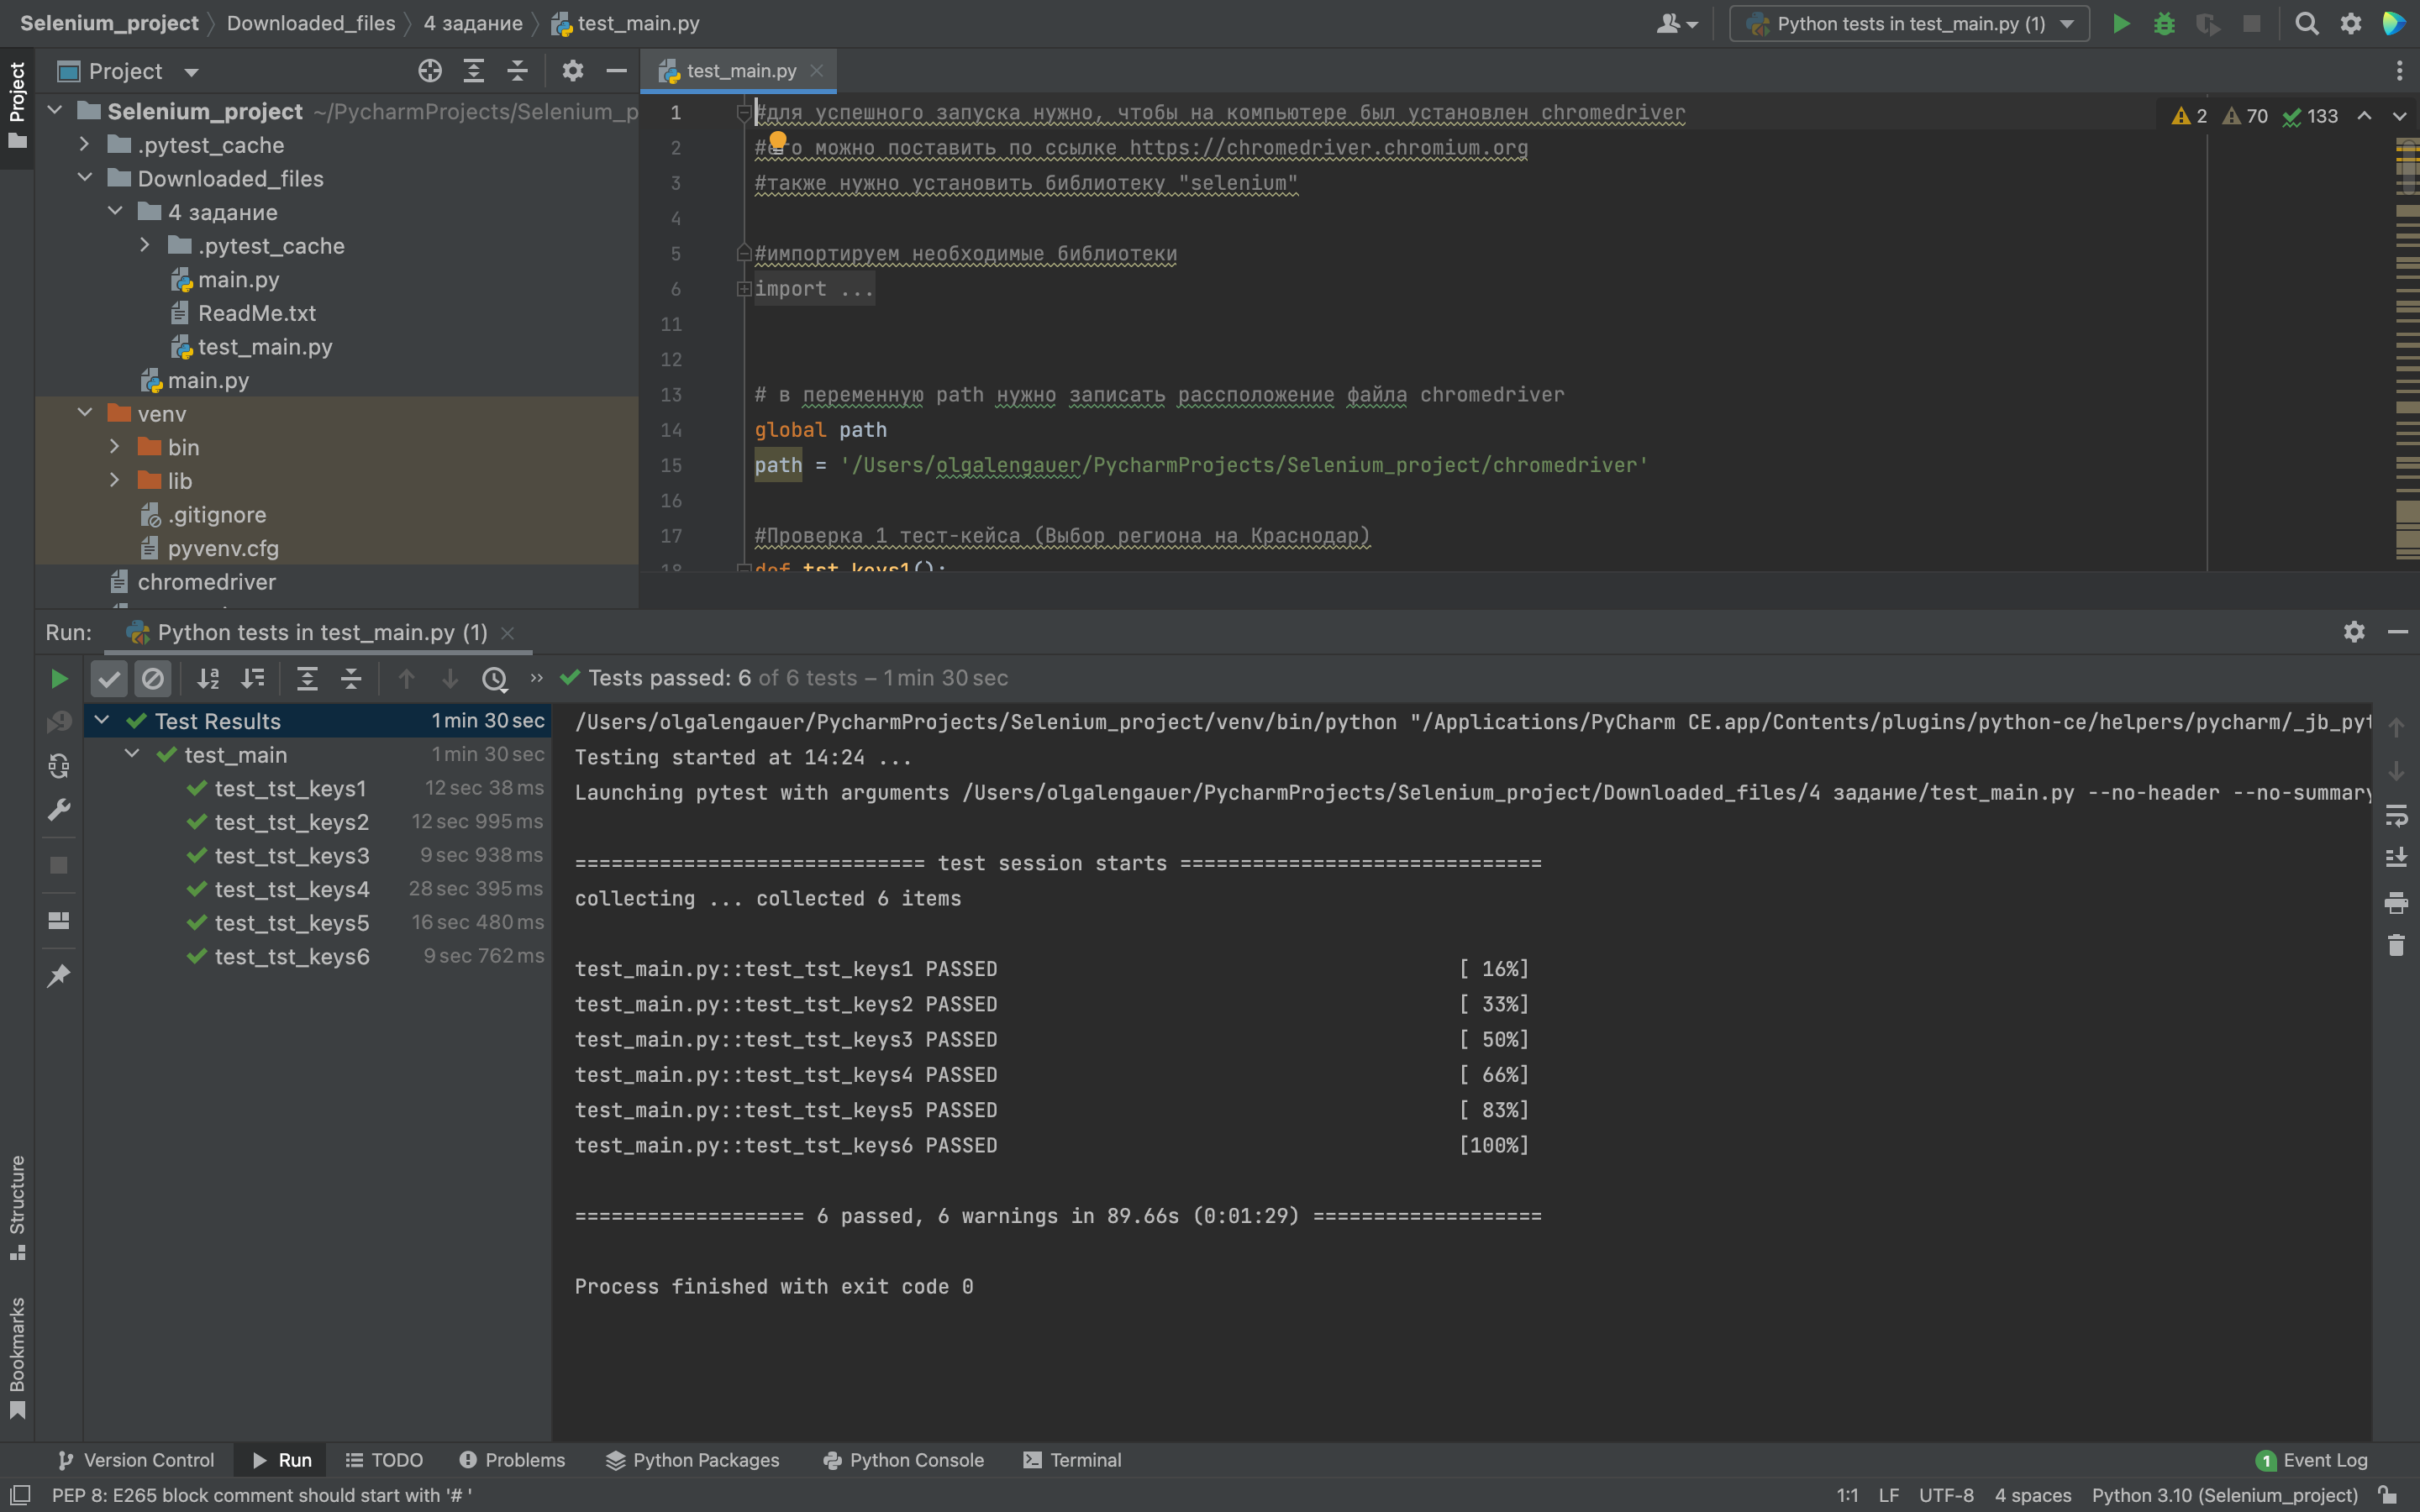 Selenium_project 〉 Downloaded_files 〉 4 задание 〉 test_main.py
Python tests in test_main.py (1)
Project
Project
test_main.py
Selenium_project ~/PycharmProjects/Selenium_p
.pytest_cache
Downloaded_files
4 задание
.pytest_cache
main.py
ReadMe.txt
test_main.py
main.py
venv
bin
lib
.gitignore
pyvenv.cfg
chromedriver
1 #для успешного запуска нужно, чтобы на компьютере был установлен chromedriver
2 70 133
2 #его можно поставить по ссылке https://chromedriver.chromium.org
3 #также нужно установить библиотеку "selenium"
4
5 #импортируем необходимые библиотеки
6 import ...
11
12
13 # в переменную path нужно записать рассположение файла chromedriver
14 global path
15 path = '/Users/olgalengauer/PycharmProjects/Selenium_project/chromedriver'
16
17 #Проверка 1 тест-кейса (Выбор региона на Краснодар)
18 def tst_keys1():
Run: Python tests in test_main.py (1)
Tests passed: 6 of 6 tests – 1 min 30 sec
Test Results 1 min 30 sec
test_main 1 min 30 sec
test_tst_keys1 12 sec 38 ms
test_tst_keys2 12 sec 995 ms
test_tst_keys3 9 sec 938 ms
test_tst_keys4 28 sec 395 ms
test_tst_keys5 16 sec 480 ms
test_tst_keys6 9 sec 762 ms
/Users/olgalengauer/PycharmProjects/Selenium_project/venv/bin/python "/Applications/PyCharm CE.app/Contents/plugins/python-ce/helpers/pycharm/_jb_pyt
Testing started at 14:24 ...
Launching pytest with arguments /Users/olgalengauer/PycharmProjects/Selenium_project/Downloaded_files/4 задание/test_main.py --no-header --no-summary
============================= test session starts ==============================
collecting ... collected 6 items
test_main.py::test_tst_keys1 PASSED [ 16%]
test_main.py::test_tst_keys2 PASSED [ 33%]
test_main.py::test_tst_keys3 PASSED [ 50%]
test_main.py::test_tst_keys4 PASSED [ 66%]
test_main.py::test_tst_keys5 PASSED [ 83%]
test_main.py::test_tst_keys6 PASSED [100%]
=================== 6 passed, 6 warnings in 89.66s (0:01:29) ===================
Process finished with exit code 0
Structure
Bookmarks
Version Control Run TODO Problems Python Packages Python Console Terminal 1 Event Log
PEP 8: E265 block comment should start with '# ' 1:1 LF UTF-8 4 spaces Python 3.10 (Selenium_project)